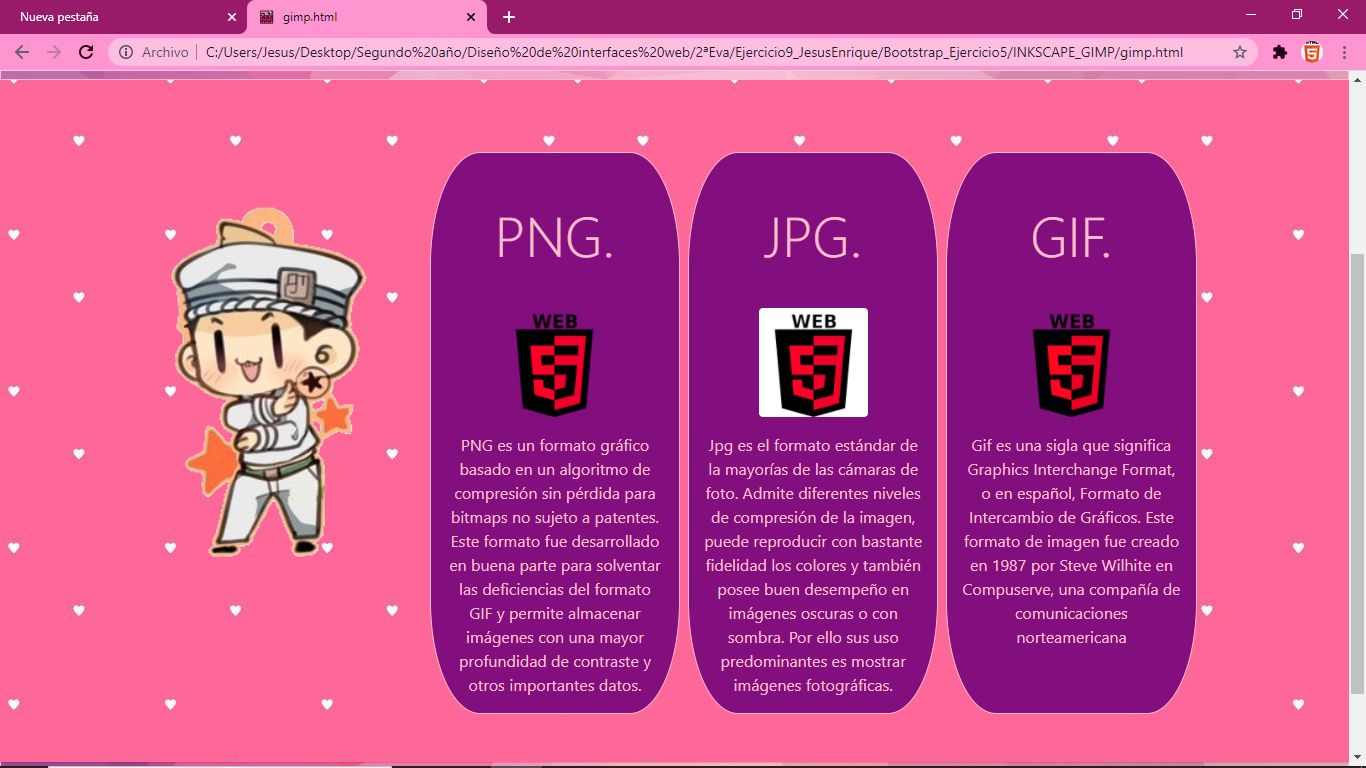 Nueva pestaña
gimp.html
Archivo
C:/Users/Jesus/Desktop/Segundo%20año/Diseño%20de%20interfaces%20web/2ªEva/Ejercicio9_JesusEnrique/Bootstrap_Ejercicio5/INKSCAPE_GIMP/gimp.html
PNG.
WEB
PNG es un formato gráfico
basado en un algoritmo de
compresión sin pérdida para
bitmaps no sujeto a patentes.
Este formato fue desarrollado
en buena parte para solventar
las deficiencias del formato
GIF y permite almacenar
imágenes con una mayor
profundidad de contraste y
otros importantes datos.
JPG.
WEB
Jpg es el formato estándar de
la mayorías de las cámaras de
foto. Admite diferentes niveles
de compresión de la imagen,
puede reproducir con bastante
fidelidad los colores y también
posee buen desempeño en
imágenes oscuras o con
sombra. Por ello sus uso
predominantes es mostrar
imágenes fotográficas.
GIF.
WEB
Gif es una sigla que significa
Graphics Interchange Format,
o en español, Formato de
Intercambio de Gráficos. Este
formato de imagen fue creado
en 1987 por Steve Wilhite en
Compuserve, una compañía de
comunicaciones
norteamericana